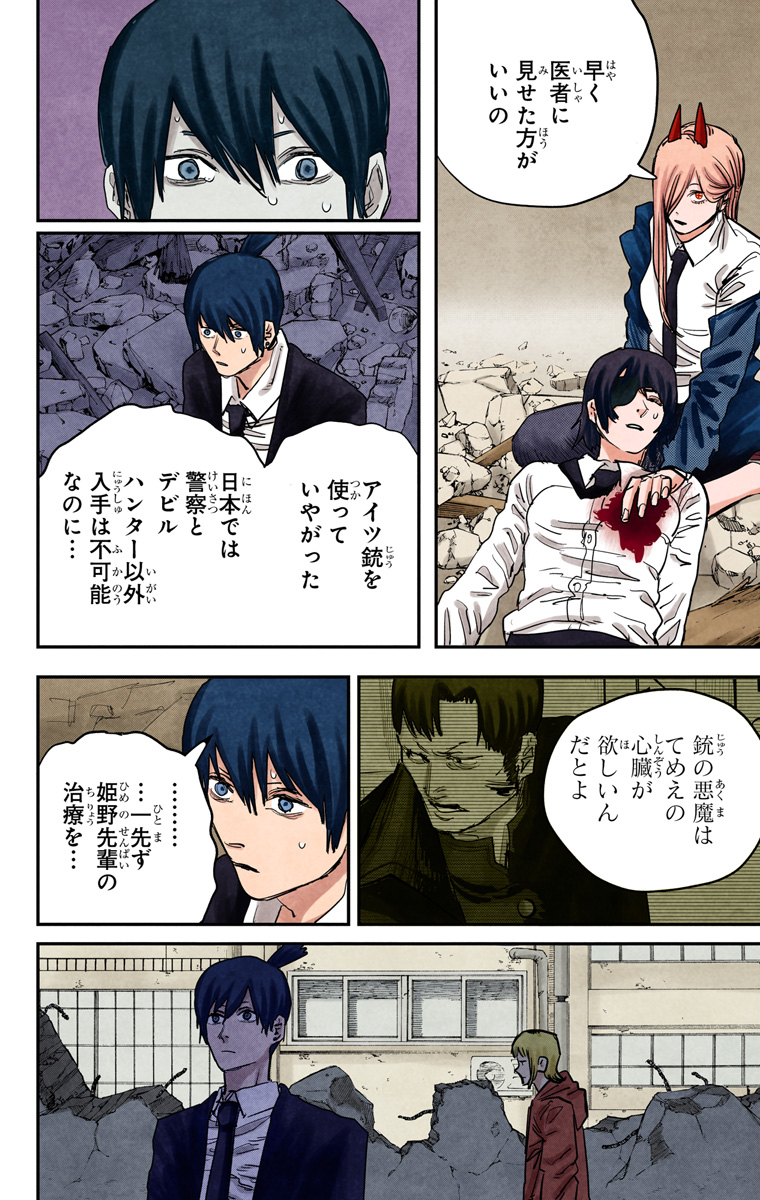 早く
医者に
見せた方が
いいの
アイツ銃を
使って
いやがった
日本では
警察と
デビル
ハンター以外
入手は不可能
なのに…
銃の悪魔は
てめえの
心臓が
欲しいん
だとよ
………
…一先ず
姫野先輩の
治療を…